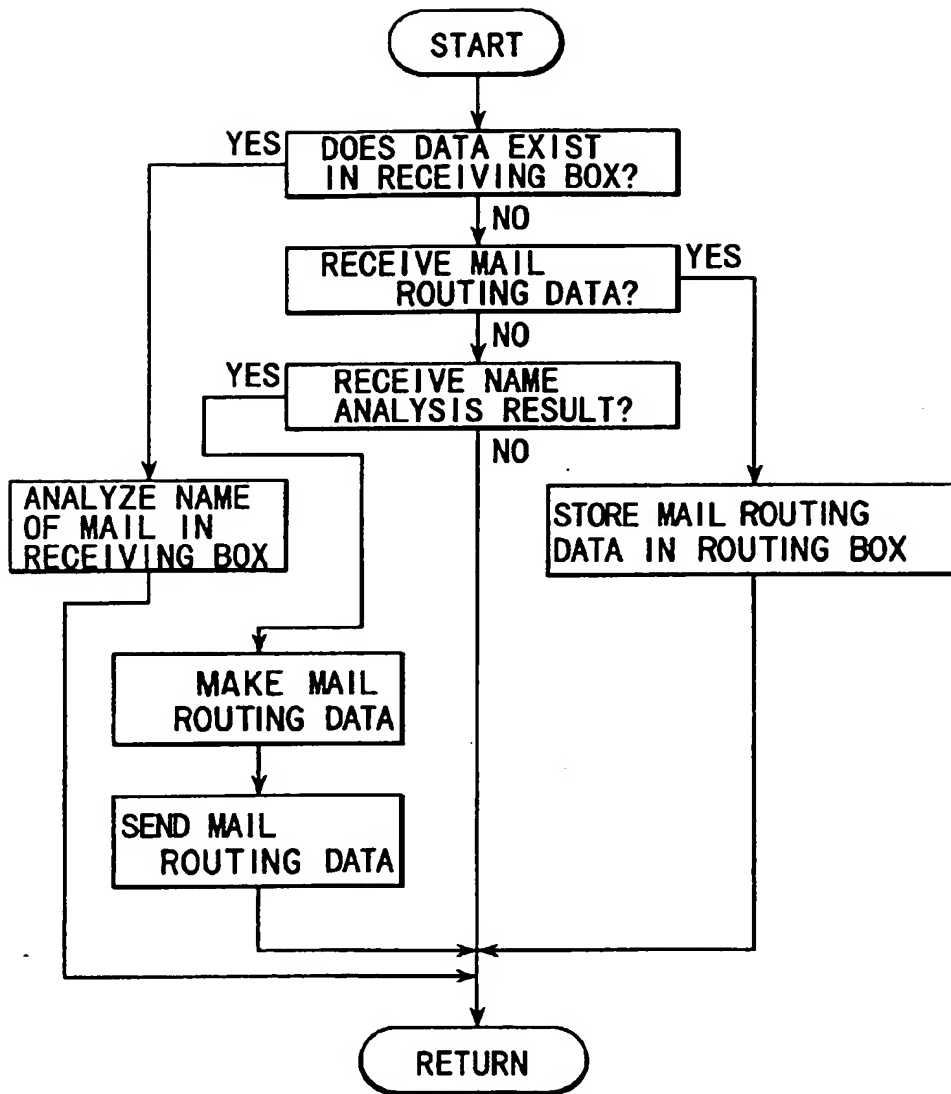 START
YES
DOES DATA EXIST
IN RECEIVING BOX?
NO
RECEIVE MAIL
ROUTING DATA?
YES
NO
YES
RECEIVE NAME
ANALYSIS RESULT?
NO
ANALYZE NAME
OF MAIL IN
RECEIVING BOX
STORE MAIL ROUTING
DATA IN ROUTING BOX
MAKE MAIL
ROUTING DATA
SEND MAIL
ROUTING DATA
RETURN